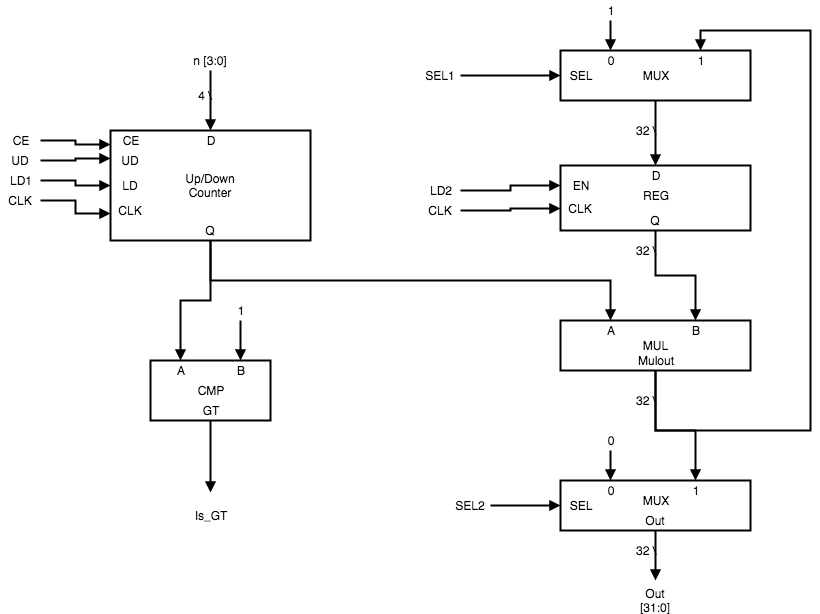 n [3:0]
4
CE
UD
LD1
CLK
CE
UD
LD
CLK
D
Up/Down
Counter
Q
1
A
B
CMP
GT
Is_GT
1
SEL1
0
1
SEL
MUX
32
LD2
CLK
D
EN
REG
CLK
Q
32
A
B
MUL
Mulout
32
0
SEL2
0
1
SEL
MUX
Out
32
Out
[31:0]